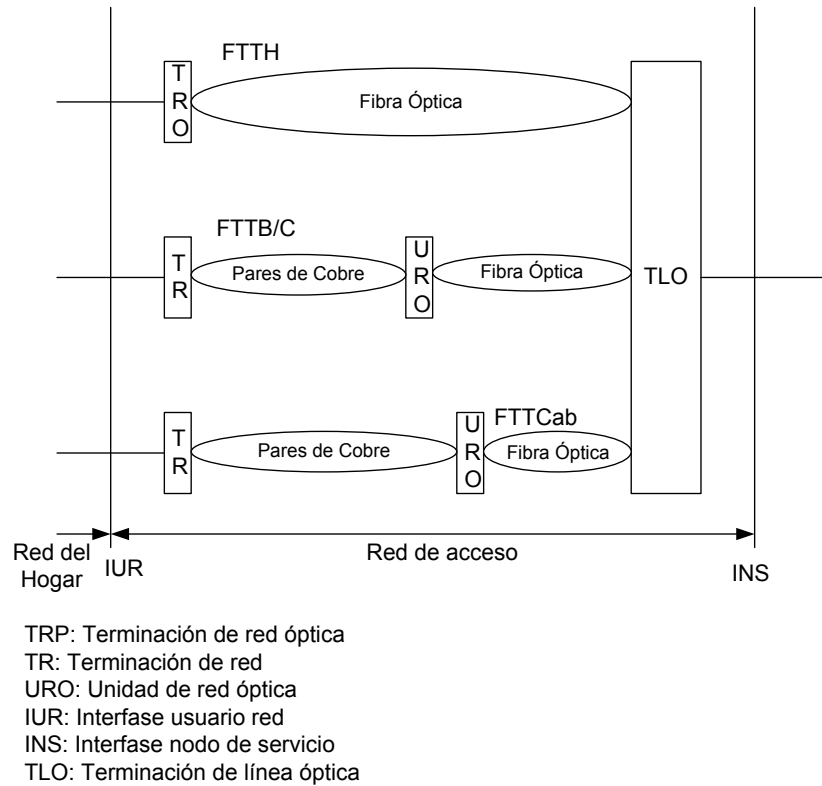 FTTH
T
R
O
Fibra Óptica
FTTB/C
T
R
Pares de Cobre
U
R
O
Fibra Óptica
TLO
T
R
Pares de Cobre
U
R
O
FTTCab
Fibra Óptica
Red del
Hogar
IUR
Red de acceso
INS
TRP: Terminación de red óptica
TR: Terminación de red
URO: Unidad de red óptica
IUR: Interfase usuario red
INS: Interfase nodo de servicio
TLO: Terminación de línea óptica